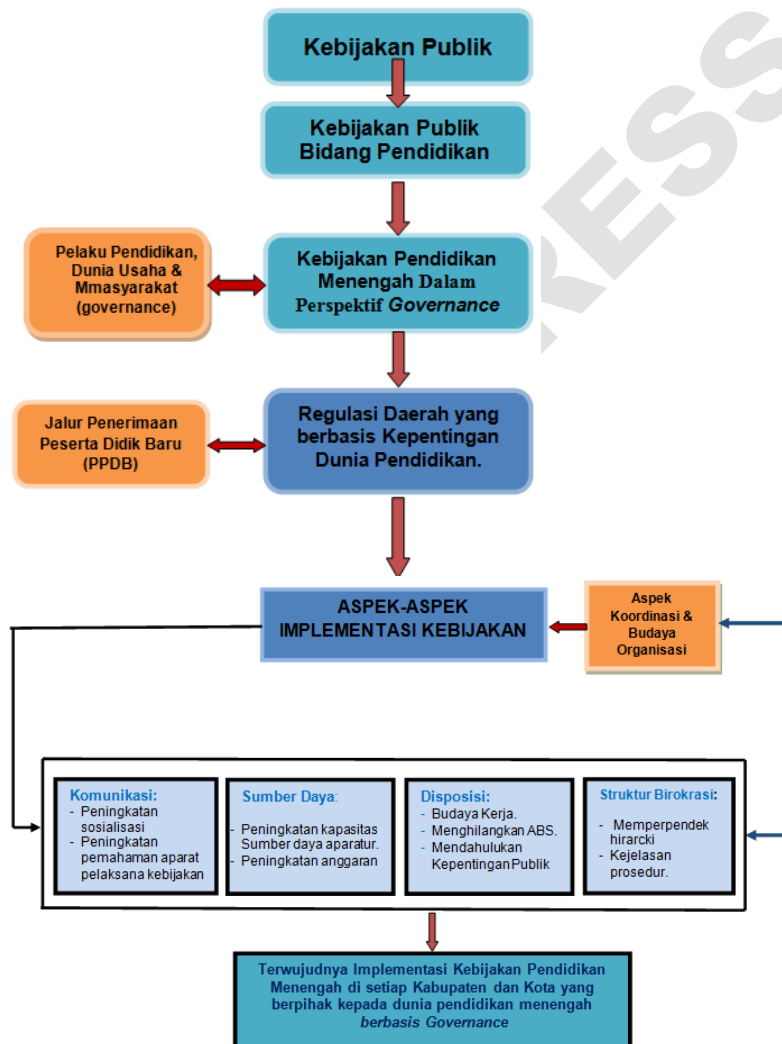 Kebijakan Publik
Kebijakan Publik
Bidang Pendidikan
Pelaku Pendidikan,
Dunia Usaha &
Mmasyarakat
(governance)
Kebijakan Pendidikan
Menengah Dalam
Perspektif Governance
Jalur Penerimaan
Peserta Didik Baru
(PPDB)
Regulasi Daerah yang
berbasis Kepentingan
Dunia Pendidikan.
ASPEK-ASPEK
IMPLEMENTASI KEBIJAKAN
Aspek
Koordinasi &
Budaya
Organisasi
Komunikasi:
- Peningkatan
sosialisasi
- Peningkatan
pemahaman aparat
pelaksana kebijakan
Sumber Daya:
- Peningkatan kapasitas
Sumber daya aparatur.
- Peningkatan anggaran
Disposisi:
- Budaya Kerja.
- Menghilangkan ABS.
- Mendahulukan
Kepentingan Publik
Struktur Birokrasi:
- Memperpendek
hirarcki
- Kejelasan
prosedur.
Terwujudnya Implementasi Kebijakan Pendidikan
Menengah di setiap Kabupaten dan Kota yang
berpihak kepada dunia pendidikan menengah
berbasis Governance
RESS